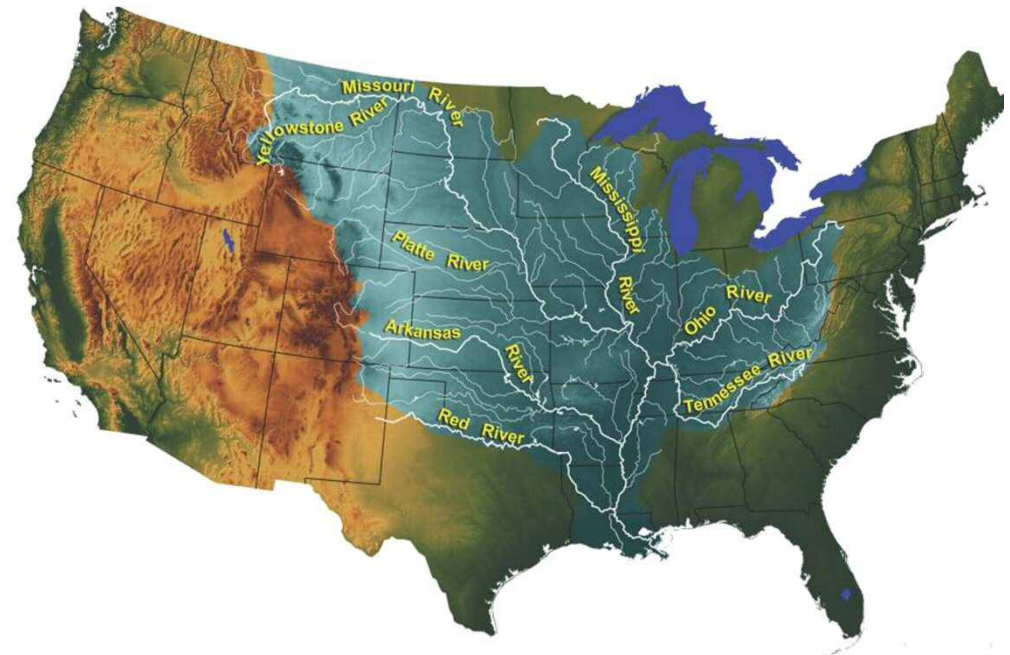 Missouri River
Yellowstone River
Mississippi River
Platte River
Ohio River
Arkansas River
Tennessee River
Red River